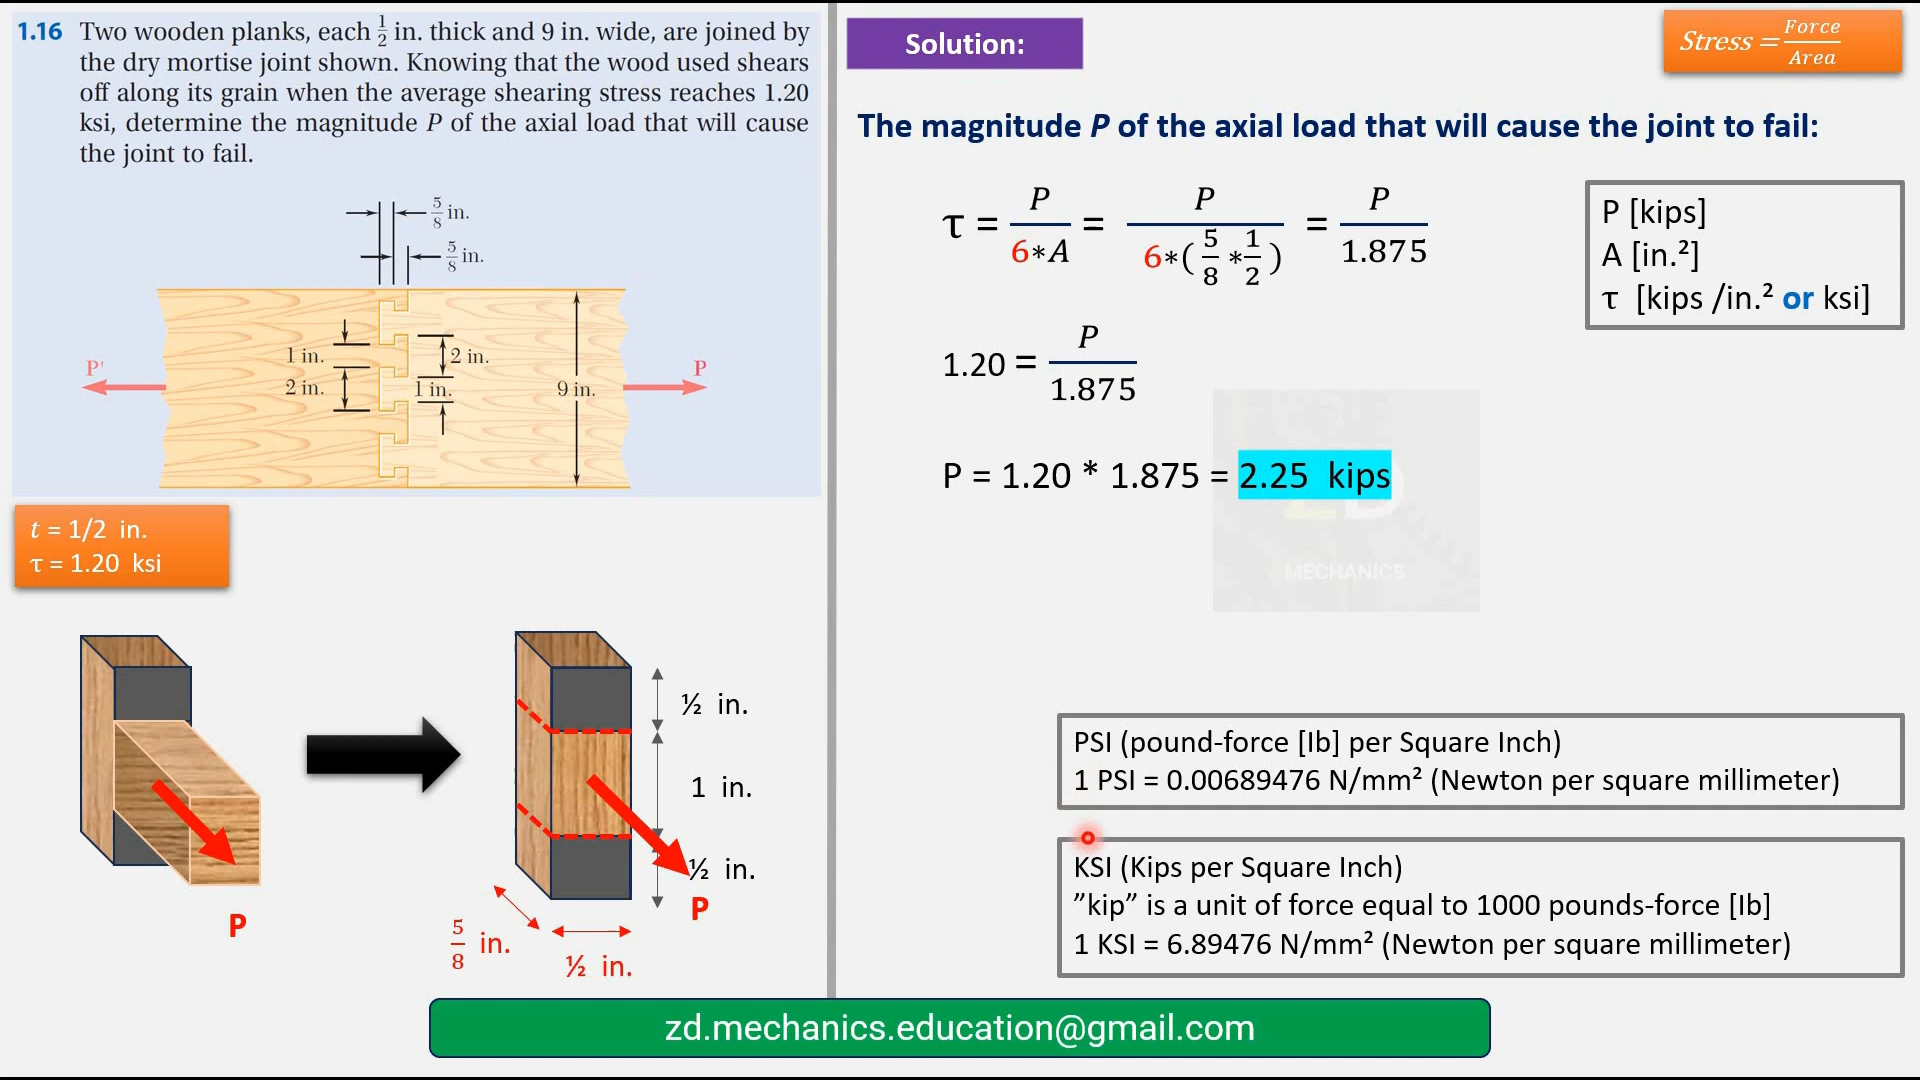 1.16 Two wooden planks, each 1/2 in. thick and 9 in. wide, are joined by
the dry mortise joint shown. Knowing that the wood used shears
off along its grain when the average shearing stress reaches 1.20
ksi, determine the magnitude P of the axial load that will cause
the joint to fail.
5/8 in.
5/8 in.
1 in.
2 in.
2 in.
1 in.
9 in.
P'
P
t = 1/2 in.
τ = 1.20 ksi
P
½ in.
1 in.
½ in.
P
5/8 in.
½ in.
Solution:
Stress = Force/Area
The magnitude P of the axial load that will cause the joint to fail:
τ = P/6*A = P/6*(5/8 *1/2) = P/1.875
P [kips]
A [in.²]
τ [kips /in.² or ksi]
1.20 = P/1.875
P = 1.20 * 1.875 = 2.25 kips
MECHANICS
PSI (pound-force [Ib] per Square Inch)
1 PSI = 0.00689476 N/mm² (Newton per square millimeter)
KSI (Kips per Square Inch)
”kip” is a unit of force equal to 1000 pounds-force [Ib]
1 KSI = 6.89476 N/mm² (Newton per square millimeter)
zd.mechanics.education@gmail.com